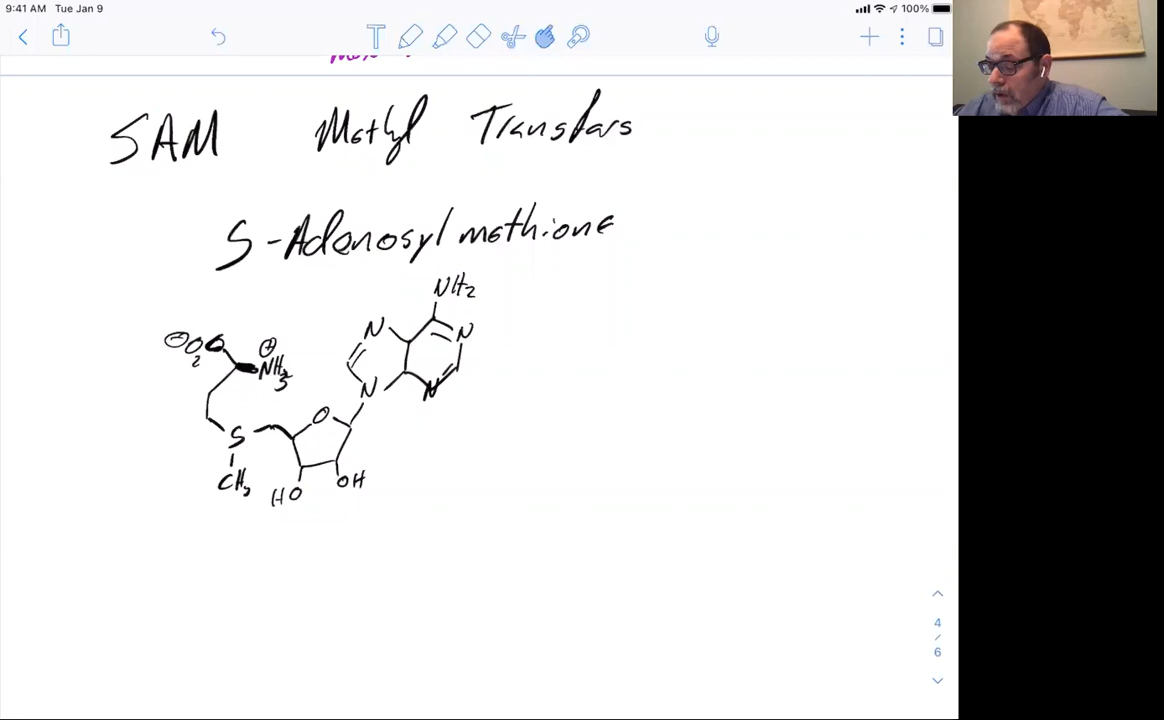 9:41 AM Tue Jan 9
100%
SAM Methyl Transfers
S-Adenosylmethione
NH2
N
N
⊖O2C
⊕
NH3
N
N
O
S
CH3
HO
OH
4
/
6